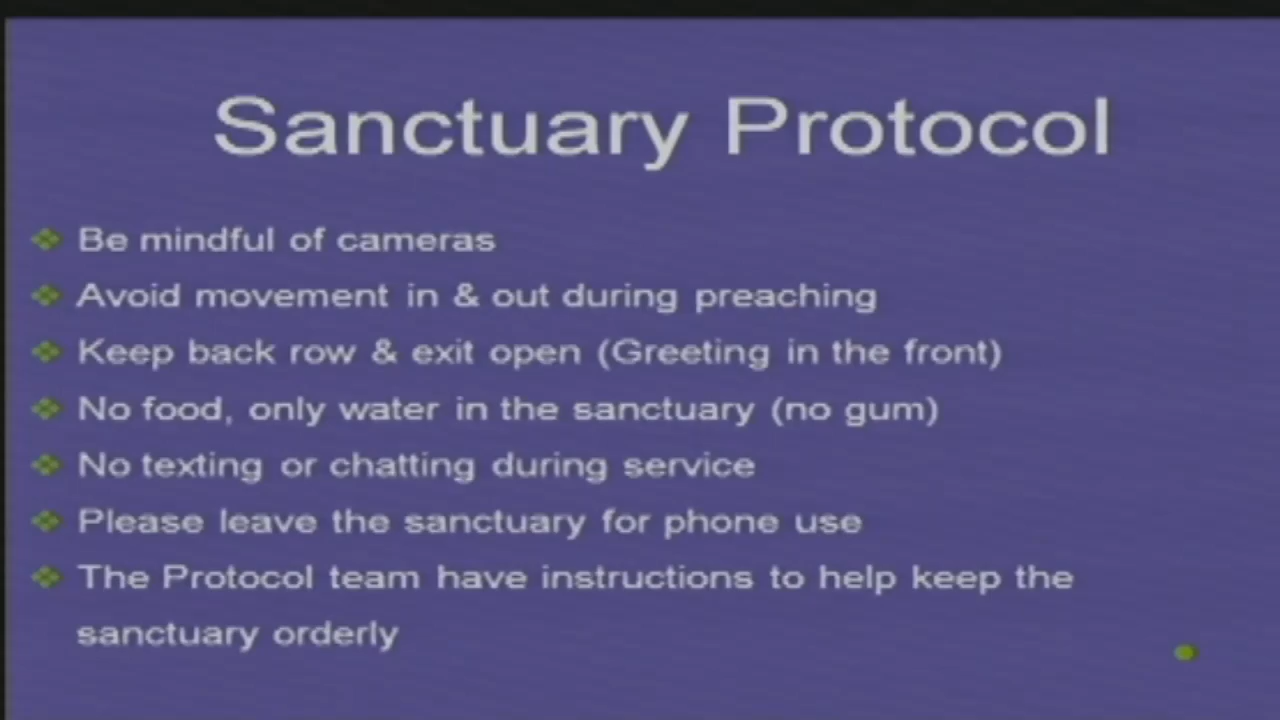 Sanctuary Protocol
Be mindful of cameras
Avoid movement in & out during preaching
Keep back row & exit open (Greeting in the front)
No food, only water in the sanctuary (no gum)
No texting or chatting during service
Please leave the sanctuary for phone use
The Protocol team have instructions to help keep the
sanctuary orderly